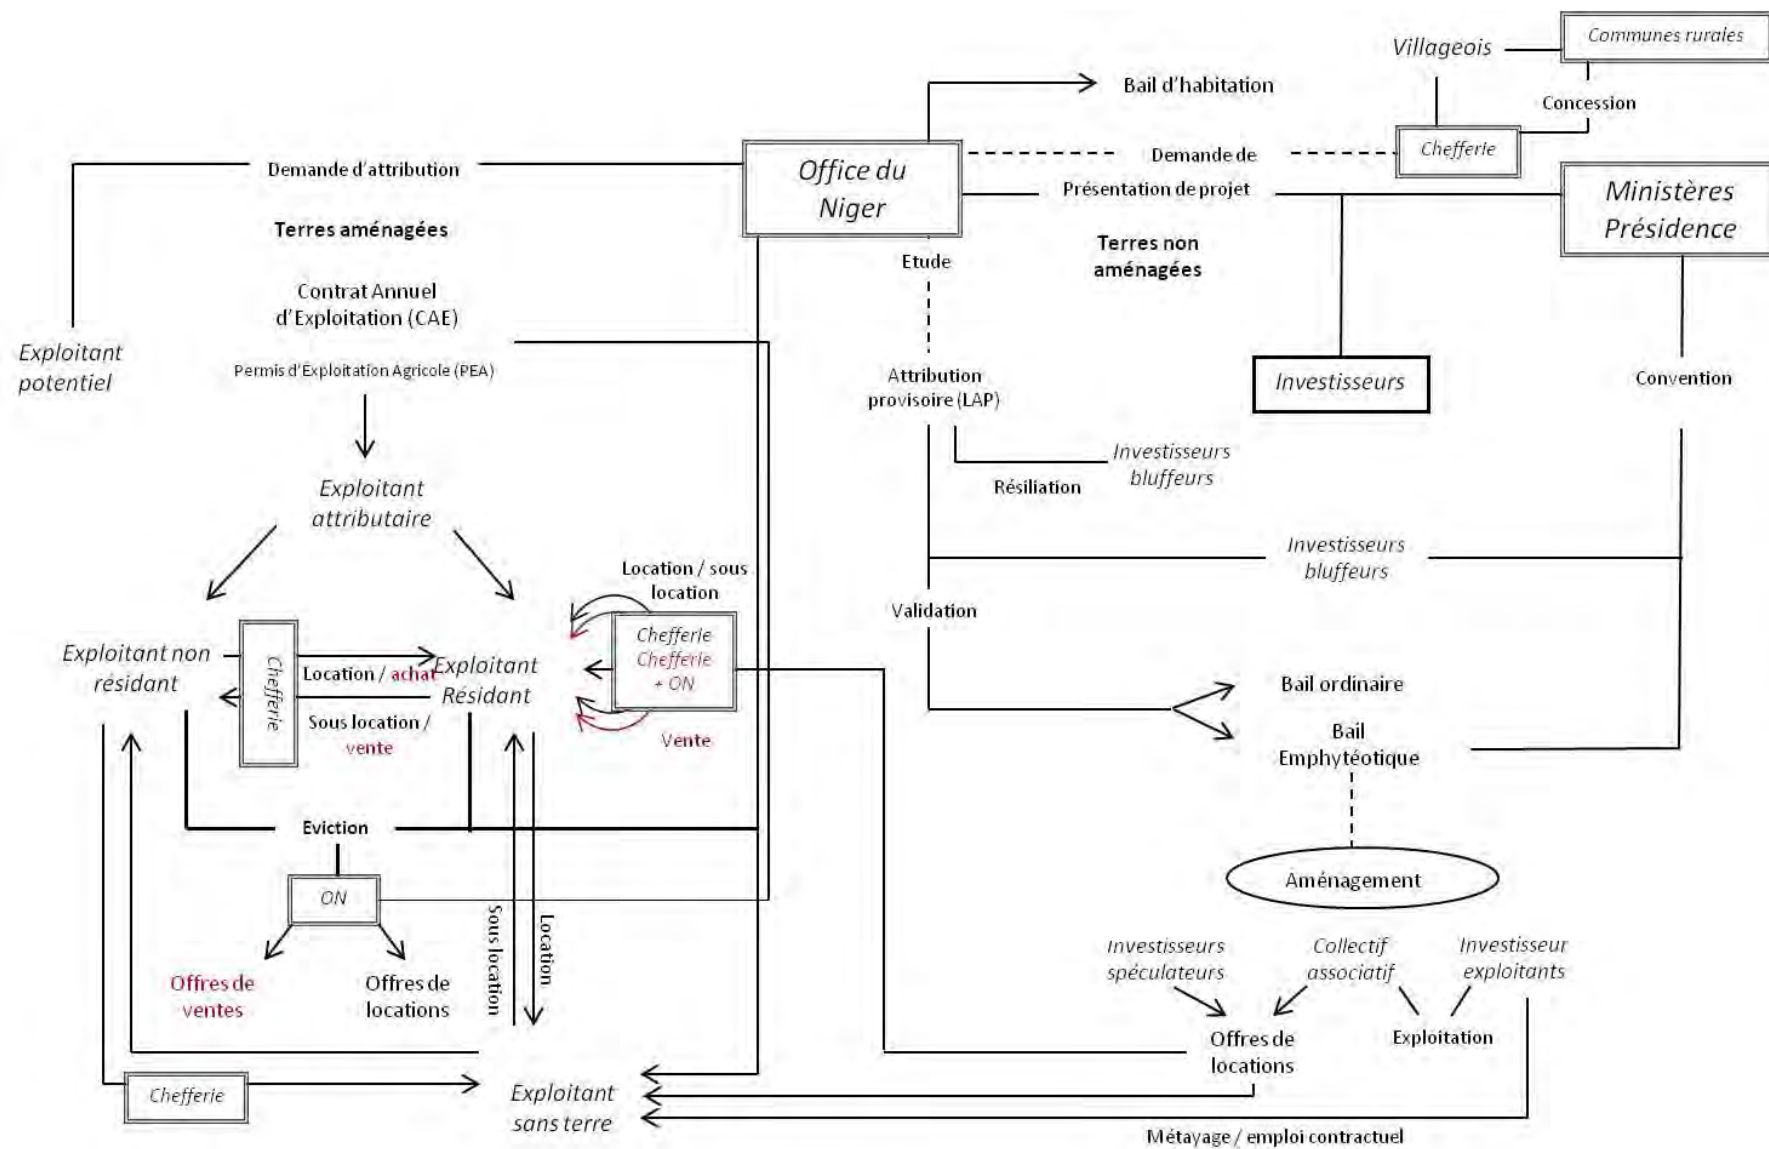 Villageois
Communes rurales
Bail d'habitation
Concession
Chefferie
Demande d'attribution
Office du
Niger
Demande de
Présentation de projet
Ministères
Présidence
Terres aménagées
Terres non
aménagées
Etude
Contrat Annuel
d'Exploitation (CAE)
Exploitant
potentiel
Permis d'Exploitation Agricole (PEA)
Attribution
provisoire (LAP)
Investisseurs
Convention
Investisseurs
bluffeurs
Résiliation
Exploitant
attributaire
Investisseurs
bluffeurs
Location / sous
location
Validation
Chefferie
Chefferie
+ ON
Exploitant non
résidant
Chefferie
Location / achat
Exploitant
Résidant
Sous location /
vente
Vente
Bail ordinaire
Bail
Emphytéotique
Eviction
ON
Aménagement
Sous location
Location
Offres de
ventes
Offres de
locations
Investisseurs
spéculateurs
Collectif
associatif
Investisseur
exploitants
Offres de
locations
Exploitation
Chefferie
Exploitant
sans terre
Métayage / emploi contractuel